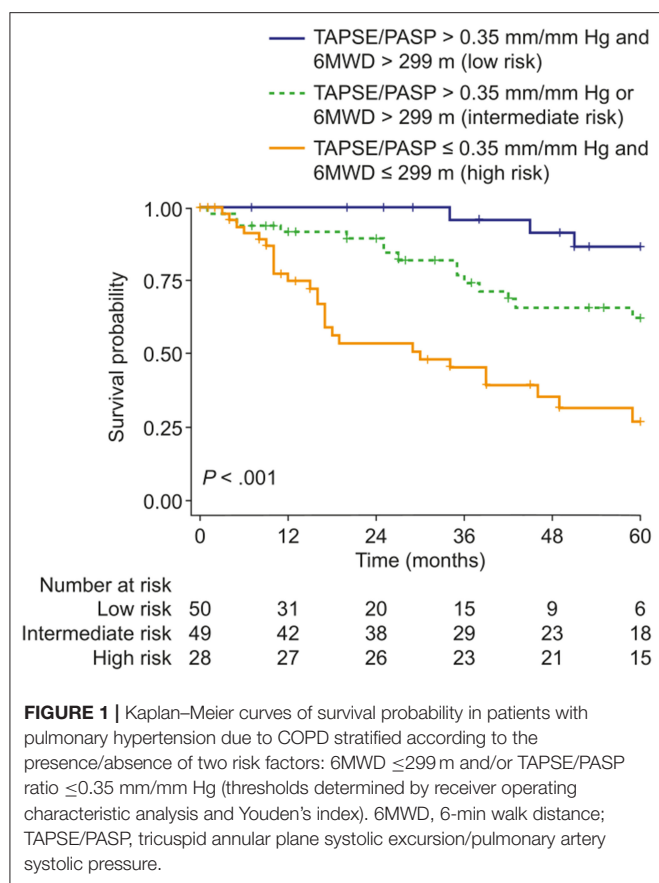 TAPSE/PASP > 0.35 mm/mm Hg and
6MWD > 299 m (low risk)
TAPSE/PASP > 0.35 mm/mm Hg or
6MWD > 299 m (intermediate risk)
TAPSE/PASP ≤ 0.35 mm/mm Hg and
6MWD ≤ 299 m (high risk)
1.00
0.75
0.50
0.25
0.00
Survival probability
P < .001
0 12 24 36 48 60
Time (months)
Number at risk
Low risk 50 31 20 15 9 6
Intermediate risk 49 42 38 29 23 18
High risk 28 27 26 23 21 15
FIGURE 1 | Kaplan–Meier curves of survival probability in patients with
pulmonary hypertension due to COPD stratified according to the
presence/absence of two risk factors: 6MWD ≤299 m and/or TAPSE/PASP
ratio ≤0.35 mm/mm Hg (thresholds determined by receiver operating
characteristic analysis and Youden's index). 6MWD, 6-min walk distance;
TAPSE/PASP, tricuspid annular plane systolic excursion/pulmonary artery
systolic pressure.